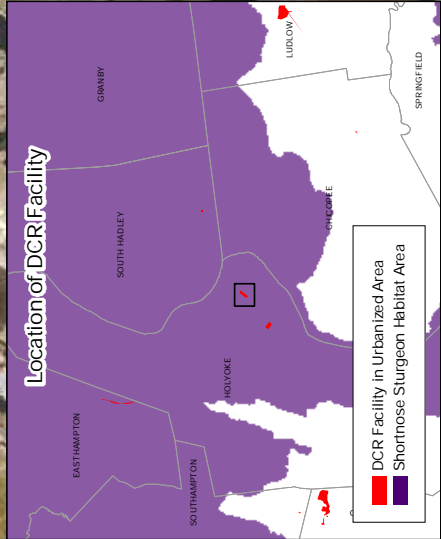 Location of DCR Facility
EASTHAMPTON
SOUTH HADLEY
GRANBY
SOUTHAMPTON
HOLYOKE
CHICOPEE
LUDLOW
SPRINGFIELD
DCR Facility in Urbanized Area
Shortnose Sturgeon Habitat Area